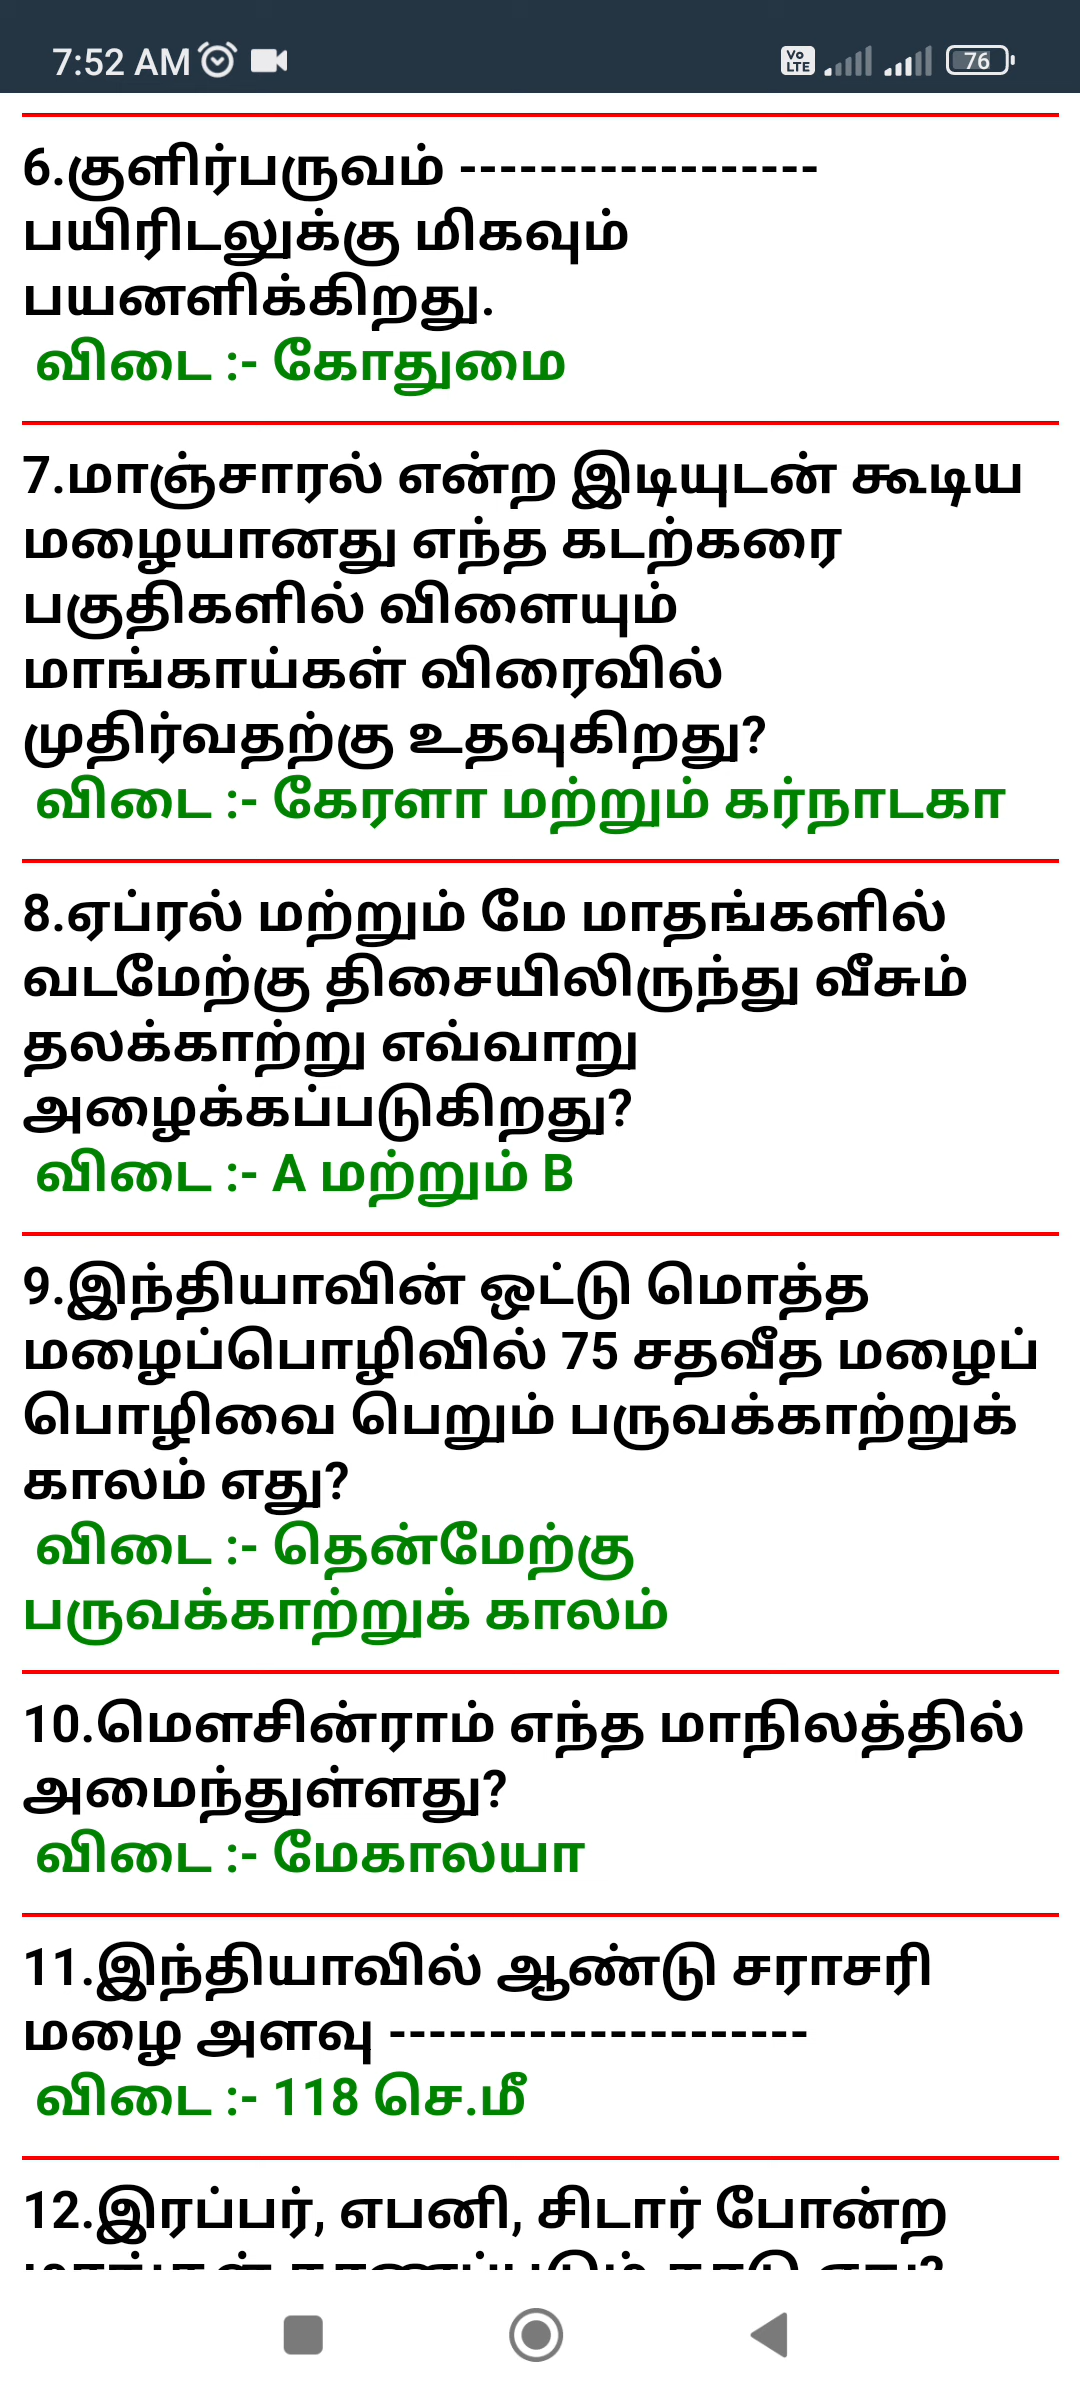 7:52 AM
Vo LTE
76
6.குளிர்பருவம் ------------------
பயிரிடலுக்கு மிகவும்
பயனளிக்கிறது.
விடை :- கோதுமை
7.மாஞ்சாரல் என்ற இடியுடன் கூடிய
மழையானது எந்த கடற்கரை
பகுதிகளில் விளையும்
மாங்காய்கள் விரைவில்
முதிர்வதற்கு உதவுகிறது?
விடை :- கேரளா மற்றும் கர்நாடகா
8.ஏப்ரல் மற்றும் மே மாதங்களில்
வடமேற்கு திசையிலிருந்து வீசும்
தலக்காற்று எவ்வாறு
அழைக்கப்படுகிறது?
விடை :- A மற்றும் B
9.இந்தியாவின் ஒட்டு மொத்த
மழைப்பொழிவில் 75 சதவீத மழைப்
பொழிவை பெறும் பருவக்காற்றுக்
காலம் எது?
விடை :- தென்மேற்கு
பருவக்காற்றுக் காலம்
10.மௌசின்ராம் எந்த மாநிலத்தில்
அமைந்துள்ளது?
விடை :- மேகாலயா
11.இந்தியாவில் ஆண்டு சராசரி
மழை அளவு ---------------------
விடை :- 118 செ.மீ
12.இரப்பர், எபனி, சிடார் போன்ற